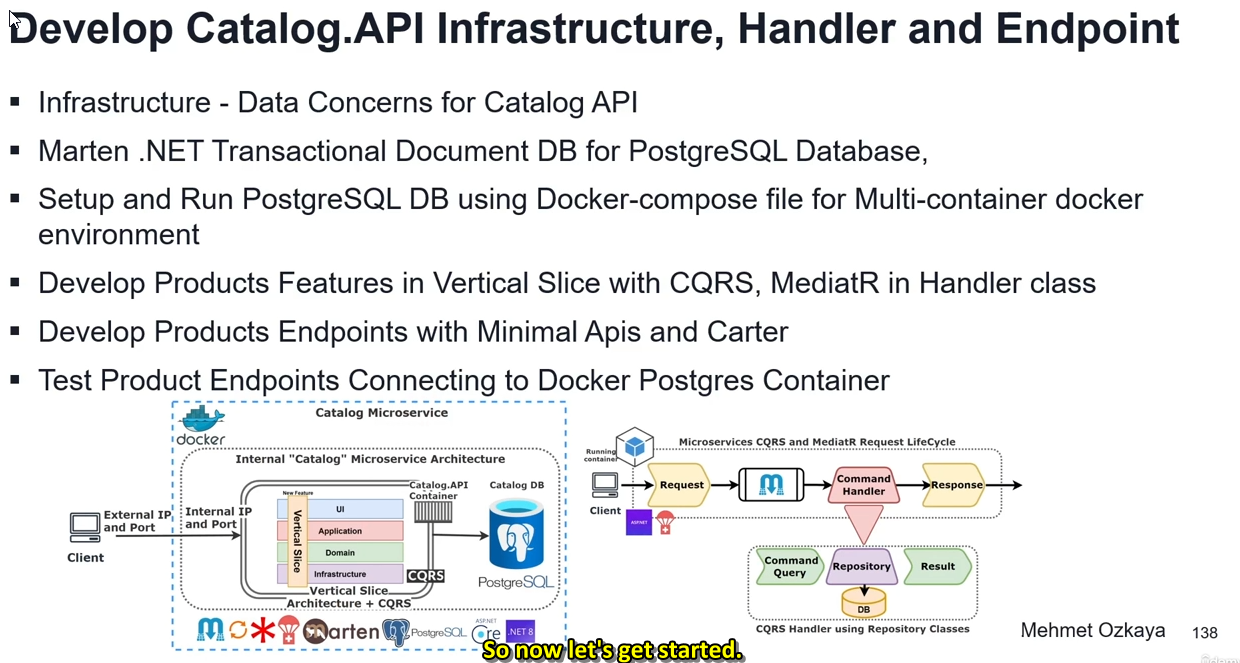 Develop Catalog.API Infrastructure, Handler and Endpoint
▪ Infrastructure - Data Concerns for Catalog API
▪ Marten .NET Transactional Document DB for PostgreSQL Database,
▪ Setup and Run PostgreSQL DB using Docker-compose file for Multi-container docker
environment
▪ Develop Products Features in Vertical Slice with CQRS, MediatR in Handler class
▪ Develop Products Endpoints with Minimal Apis and Carter
▪ Test Product Endpoints Connecting to Docker Postgres Container
docker
Catalog Microservice
Internal "Catalog" Microservice Architecture
Client
External IP
and Port
Internal IP
and Port
New Feature
Vertical Slice
UI
Application
Domain
Infrastructure
Catalog.API
Container
CQRS
Catalog DB
PostgreSQL
Vertical Slice
Architecture + CQRS
Marten
PostgreSQL
ASP.NET
Core
.NET 8
Microservices CQRS and MediatR Request LifeCycle
Running
container
Client
ASP.NET
Request
Command
Handler
Response
Command
Query
Repository
Result
DB
CQRS Handler using Repository Classes
Mehmet Ozkaya
138
So now let's get started.
Udemy